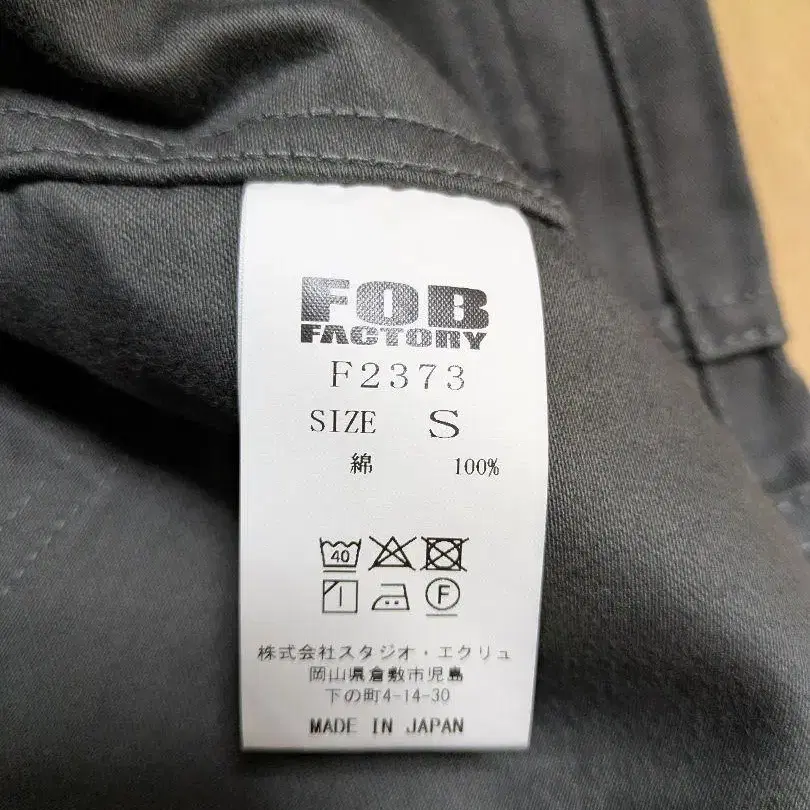 FOB
FACTORY
F2373
SIZE S
綿 100%
40
F
株式会社スタジオ・エクリュ
岡山県倉敷市児島
下の町4-14-30
MADE IN JAPAN